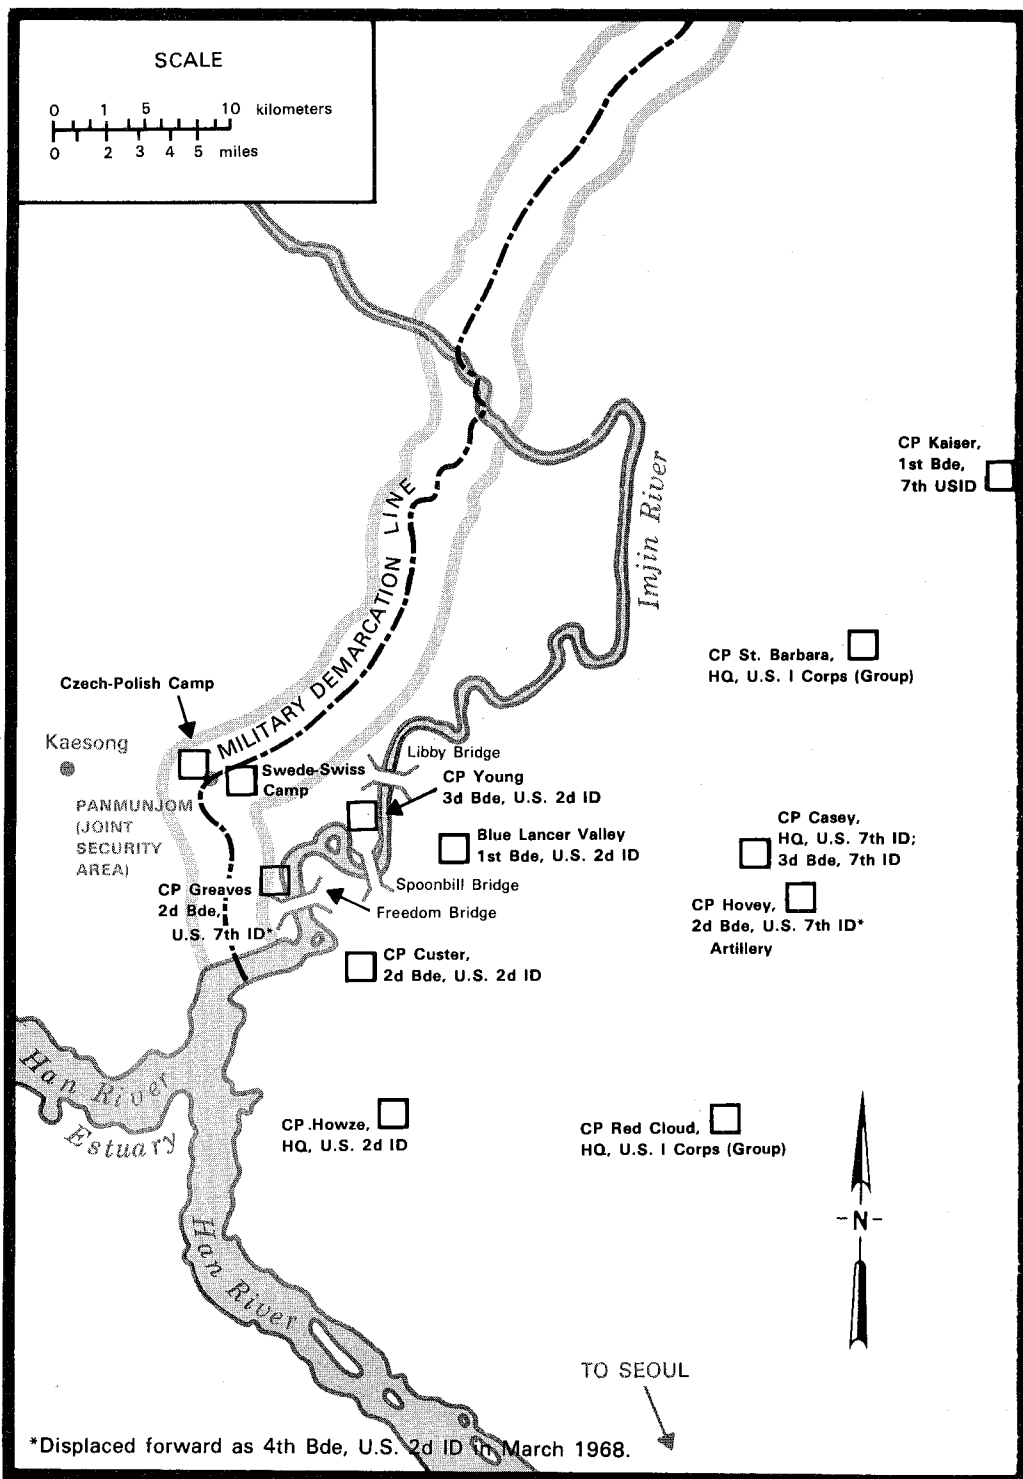 SCALE
0 1 5 10 kilometers
0 2 3 4 5 miles
CP Kaiser,
1st Bde,
7th USID
Imjin River
MILITARY DEMARCATION LINE
CP St. Barbara,
HQ, U.S. I Corps (Group)
Czech-Polish Camp
Kaesong
Libby Bridge
Swede-Swiss
Camp
CP Young
3d Bde, U.S. 2d ID
PANMUNJOM
(JOINT
SECURITY
AREA)
Blue Lancer Valley
1st Bde, U.S. 2d ID
CP Casey,
HQ, U.S. 7th ID;
3d Bde, 7th ID
CP Greaves
2d Bde,
U.S. 7th ID*
Spoonbill Bridge
Freedom Bridge
CP Hovey,
2d Bde, U.S. 7th ID*
Artillery
CP Custer,
2d Bde, U.S. 2d ID
Han River
Estuary
CP.Howze,
HQ, U.S. 2d ID
CP Red Cloud,
HQ, U.S. I Corps (Group)
-N-
Han River
TO SEOUL
*Displaced forward as 4th Bde, U.S. 2d ID in March 1968.